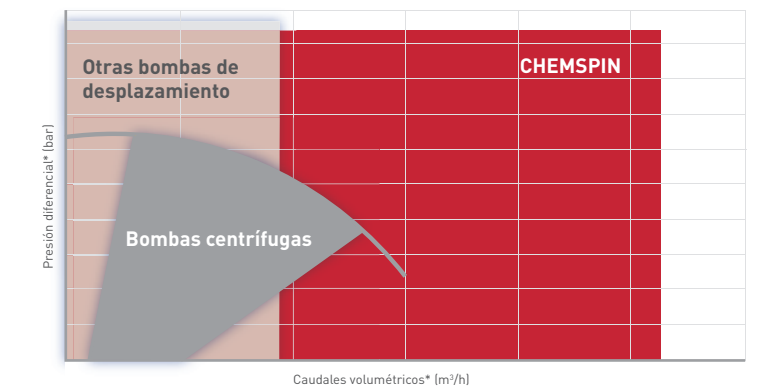 Otras bombas de
desplazamiento
CHEMSPIN
Bombas centrífugas
Presión diferencial* (bar)
Caudales volumétricos* (m³/h)